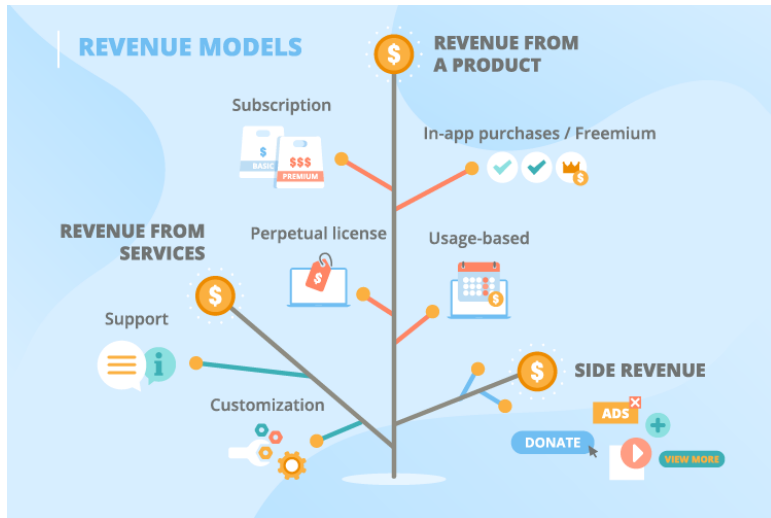 REVENUE MODELS
$
REVENUE FROM
A PRODUCT
Subscription
$
BASIC
$$$
PREMIUM
In-app purchases / Freemium
$
REVENUE FROM
SERVICES
$
Perpetual license
$
Usage-based
$
Support
i
Customization
$
SIDE REVENUE
ADS
X
+
DONATE
VIEW MORE